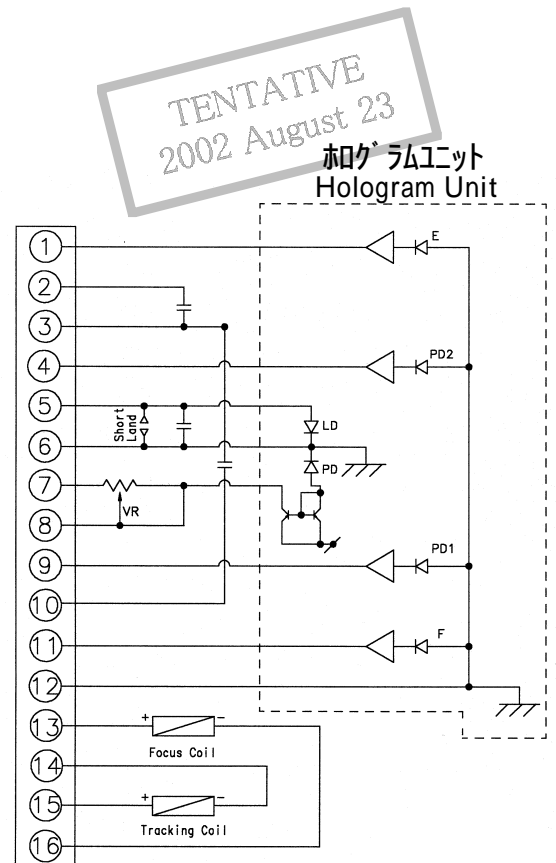 TENTATIVE
2002 August 23
ホログラムユニット
Hologram Unit
1
E
2
3
4
PD2
5
Short
Land
LD
6
PD
7
VR
8
9
PD1
10
11
F
12
13
+
-
Focus Coil
14
15
+
-
Tracking Coil
16